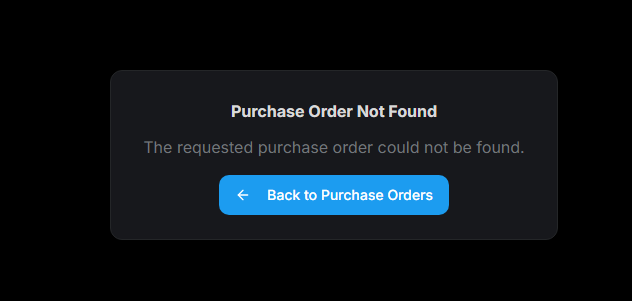 Purchase Order Not Found
The requested purchase order could not be found.
← Back to Purchase Orders